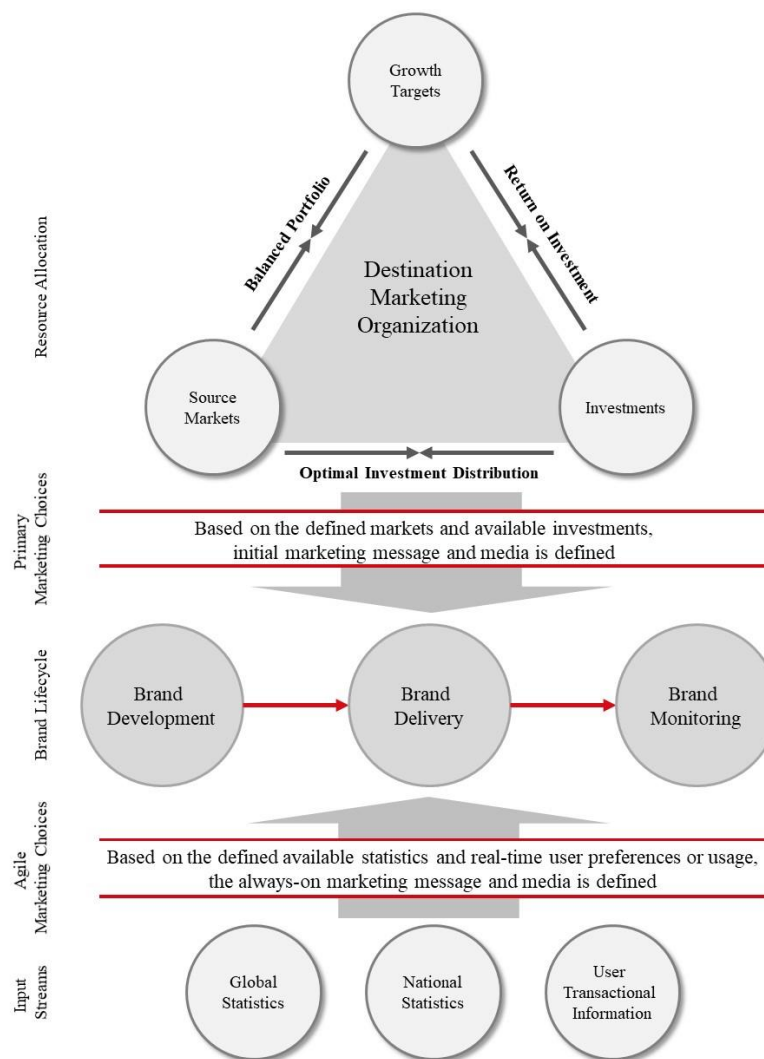 Growth
Targets
Balanced Portfolio
Return on Investment
Resource Allocation
Destination
Marketing
Organization
Source
Markets
Investments
Optimal Investment Distribution
Primary
Marketing Choices
Based on the defined markets and available investments,
initial marketing message and media is defined
Brand Lifecycle
Brand
Development
Brand
Delivery
Brand
Monitoring
Agile
Marketing Choices
Based on the defined available statistics and real-time user preferences or usage,
the always-on marketing message and media is defined
Input
Streams
Global
Statistics
National
Statistics
User
Transactional
Information